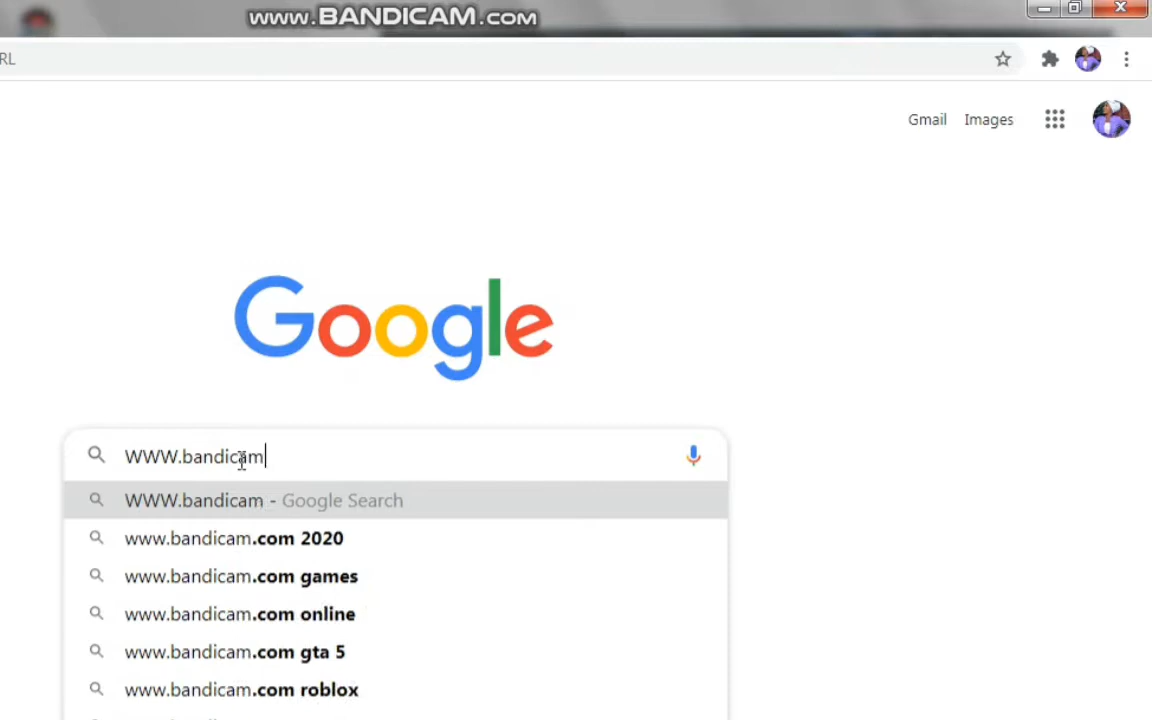 www.BANDICAM.com
RL
Gmail Images
Google
WWW.bandicam
WWW.bandicam - Google Search
www.bandicam.com 2020
www.bandicam.com games
www.bandicam.com online
www.bandicam.com gta 5
www.bandicam.com roblox